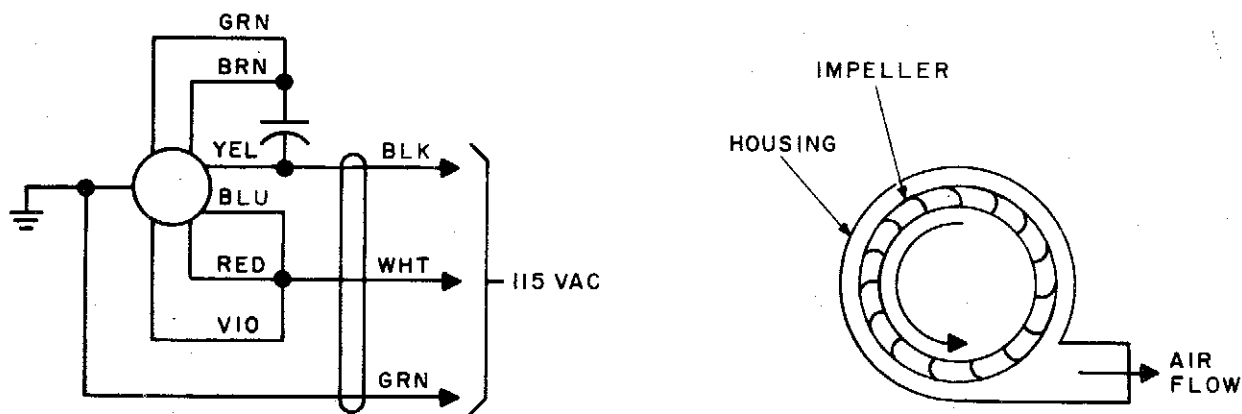 GRN
BRN
YEL
BLK
BLU
RED
WHT
115 VAC
VIO
GRN
IMPELLER
HOUSING
AIR
FLOW